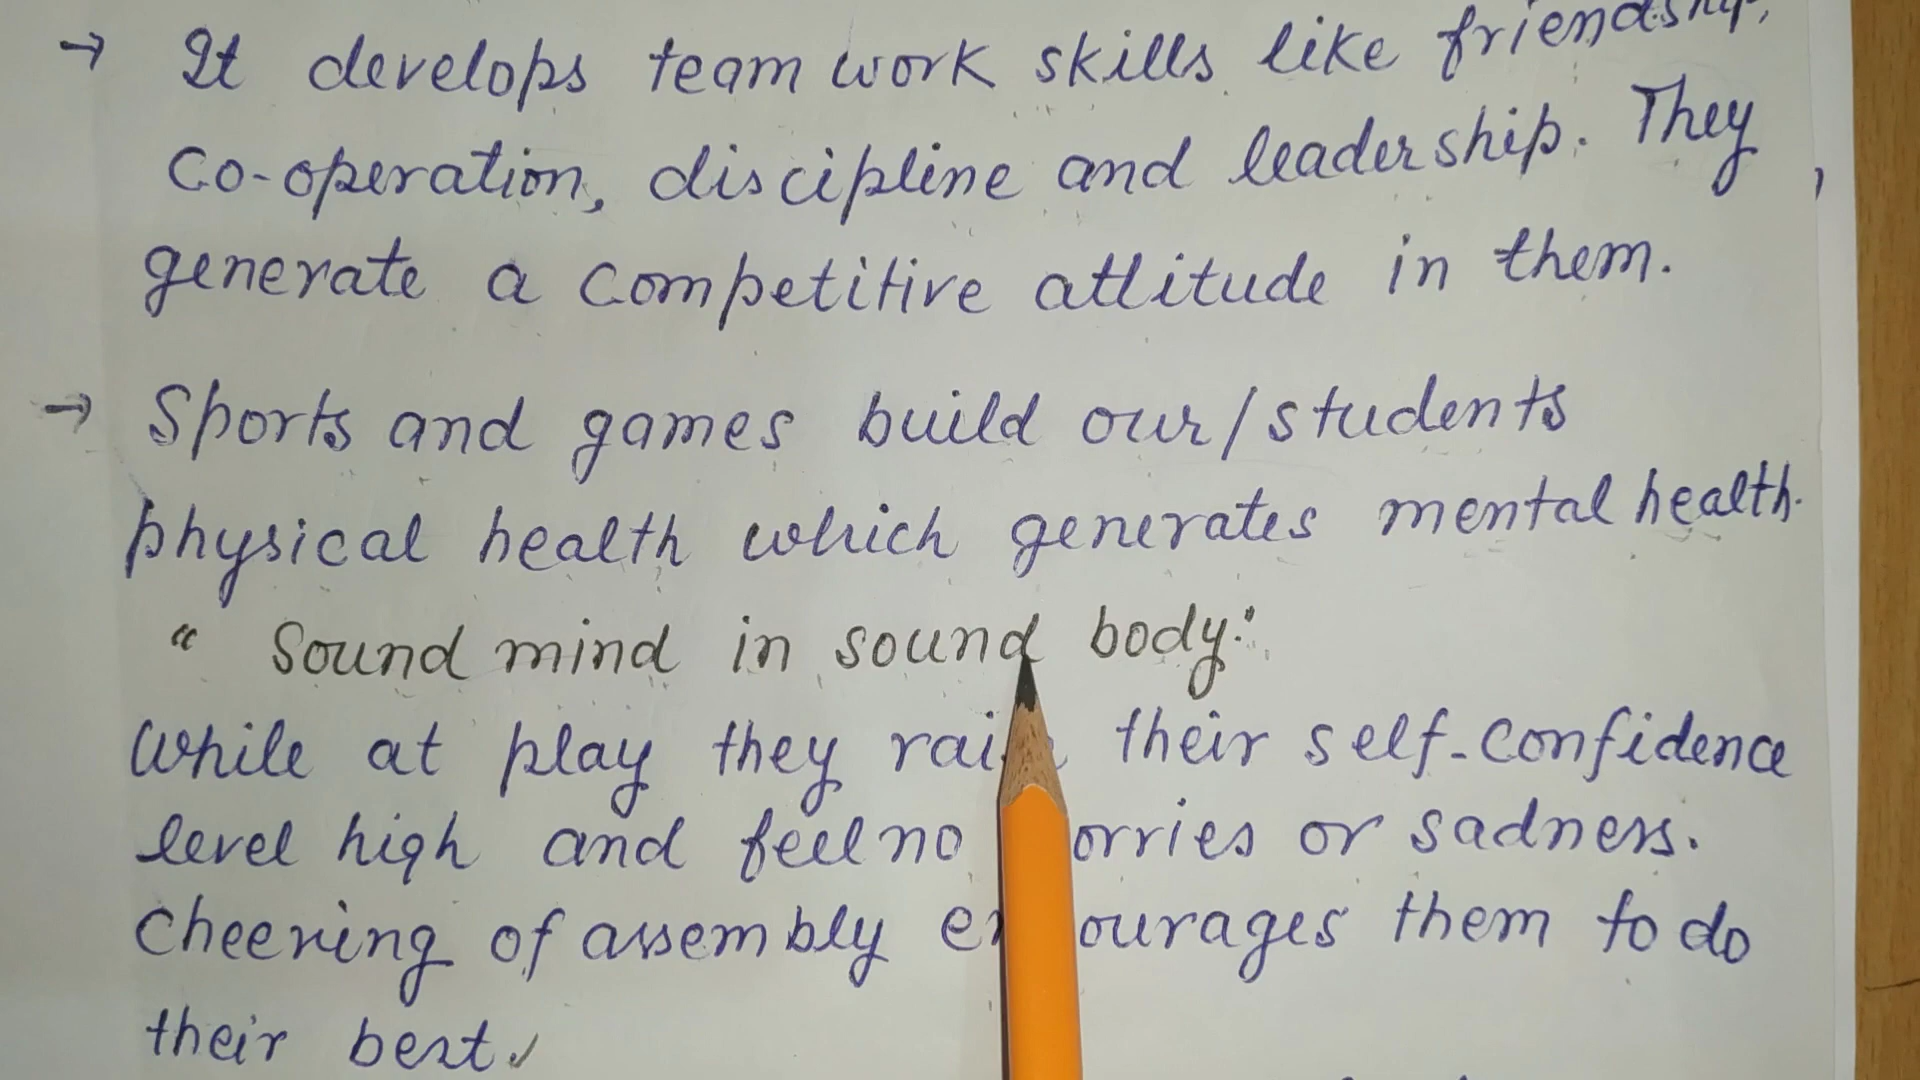 → It develops team work skills like friendship,
co-operation, discipline and leadership. They
generate a competitive attitude in them.
→ Sports and games build our/students
physical health which generates mental health.
“ Sound mind in sound body.”
While at play they their self-confidence
level high and feel no or sadness.
Cheering of assembly them to do
their best.